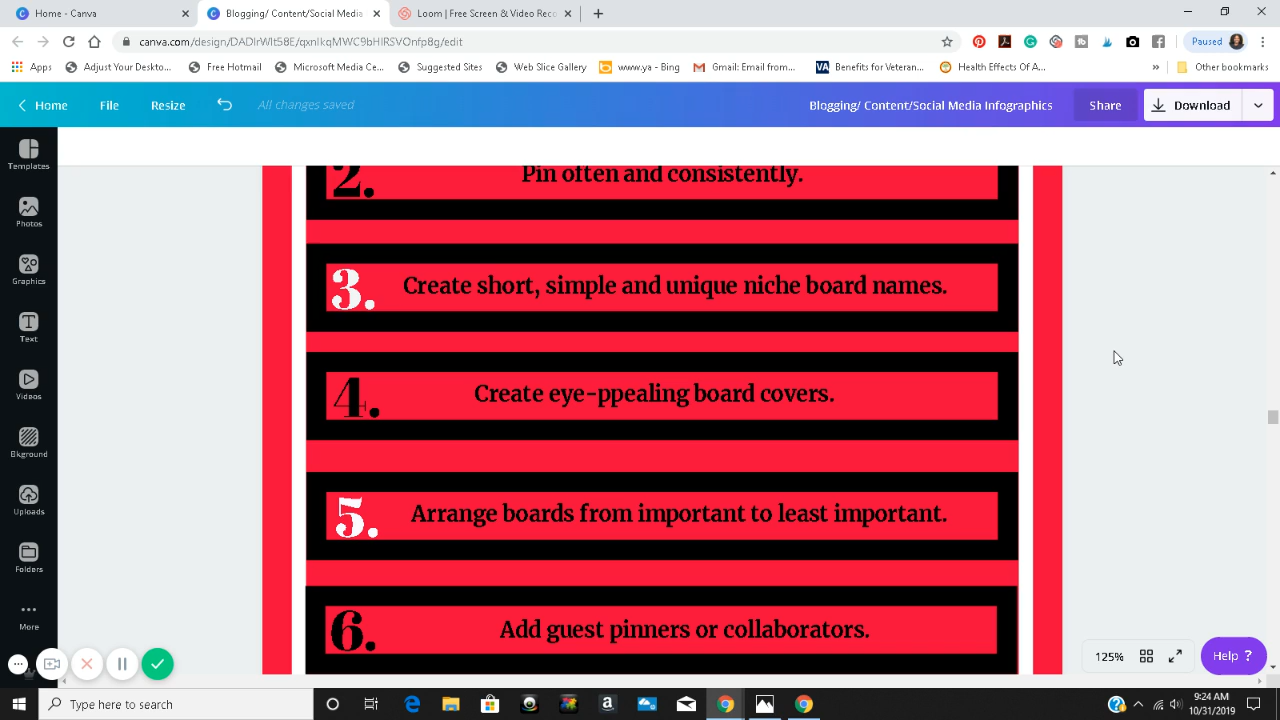 Home - Canva
Blogging/ Content/Social Media
Loom | Free Screen & Video Reco
canva.com/design/DADlrWlt58E/qxnIkqMWC9bHIRSVOnfp8g/edit
Paused
Apps
Adjust Your Deskto...
Free Hotmail
Microsoft Media Ce...
Suggested Sites
Web Slice Gallery
www.ya - Bing
Gmail: Email from...
VA Benefits for Veteran...
Health Effects Of A...
»
Other bookmarks
Home
File
Resize
All changes saved
Blogging/ Content/Social Media Infographics
Share
Download
Templates
Photos
Graphics
Text
Videos
Bkground
Uploads
Folders
More
2. Pin often and consistently.
3. Create short, simple and unique niche board names.
4. Create eye-ppealing board covers.
5. Arrange boards from important to least important.
6. Add guest pinners or collaborators.
125%
Help ?
Type here to search
9:24 AM
10/31/2019